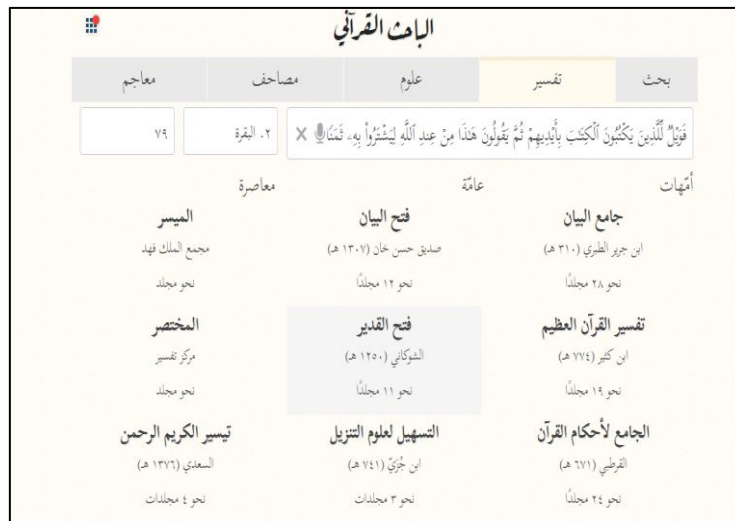 الباحث القرآني
بحث تفسير علوم مصاحف معاجم
فَوَيْلٌ لِّلَّذِينَ يَكْتُبُونَ ٱلْكِتَٰبَ بِأَيْدِيهِمْ ثُمَّ يَقُولُونَ هَٰذَا مِنْ عِندِ ٱللَّهِ لِيَشْتَرُوا۟ بِهِۦ ثَمَنًا ٢. البقرة ٧٩
أمّهات عامّة معاصرة
جامع البيان فتح البيان الميسر
ابن جرير الطبري (٣١٠ هـ) صديق حسن خان (١٣٠٧ هـ) مجمع الملك فهد
نحو ٢٨ مجلدًا نحو ١٢ مجلدًا نحو مجلد
تفسير القرآن العظيم فتح القدير المختصر
ابن كثير (٧٧٤ هـ) الشوكاني (١٢٥٠ هـ) مركز تفسير
نحو ١٩ مجلدًا نحو ١١ مجلدًا نحو مجلد
الجامع لأحكام القرآن التسهيل لعلوم التنزيل تيسير الكريم الرحمن
القرطبي (٦٧١ هـ) ابن جُزَيّ (٧٤١ هـ) السعدي (١٣٧٦ هـ)
نحو ٢٤ مجلدًا نحو ٣ مجلدات نحو ٤ مجلدات